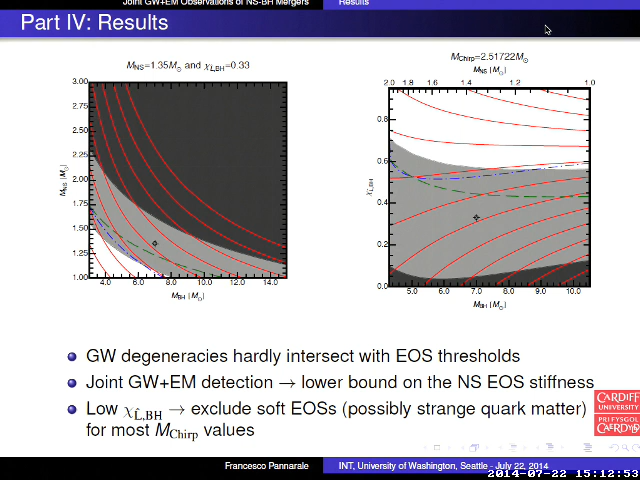 Joint GW+EM Observations of NS-BH Mergers Results
Part IV: Results
M_NS=1.35M_⊙ and χ_L̂,BH=0.33
M_Chirp=2.51722M_⊙
M_NS [M_⊙]
2.0 1.8 1.6 1.4 1.2 1.0
3.00
2.75
2.50
2.25
2.00
1.75
1.50
1.25
1.00
M_NS [M_⊙]
4.0 6.0 8.0 10.0 12.0 14.0
M_BH [M_⊙]
0.8
0.6
0.4
0.2
0.0
χ_L̂,BH
5.0 6.0 7.0 8.0 9.0 10.0
M_BH [M_⊙]
GW degeneracies hardly intersect with EOS thresholds
Joint GW+EM detection → lower bound on the NS EOS stiffness
Low χ_L̂,BH → exclude soft EOSs (possibly strange quark matter)
for most M_Chirp values
CARDIFF
UNIVERSITY
PRIFYSGOL
CAERDYDD
Francesco Pannarale INT, University of Washington, Seattle - July 22, 2014
2014-07-22 15:12:53